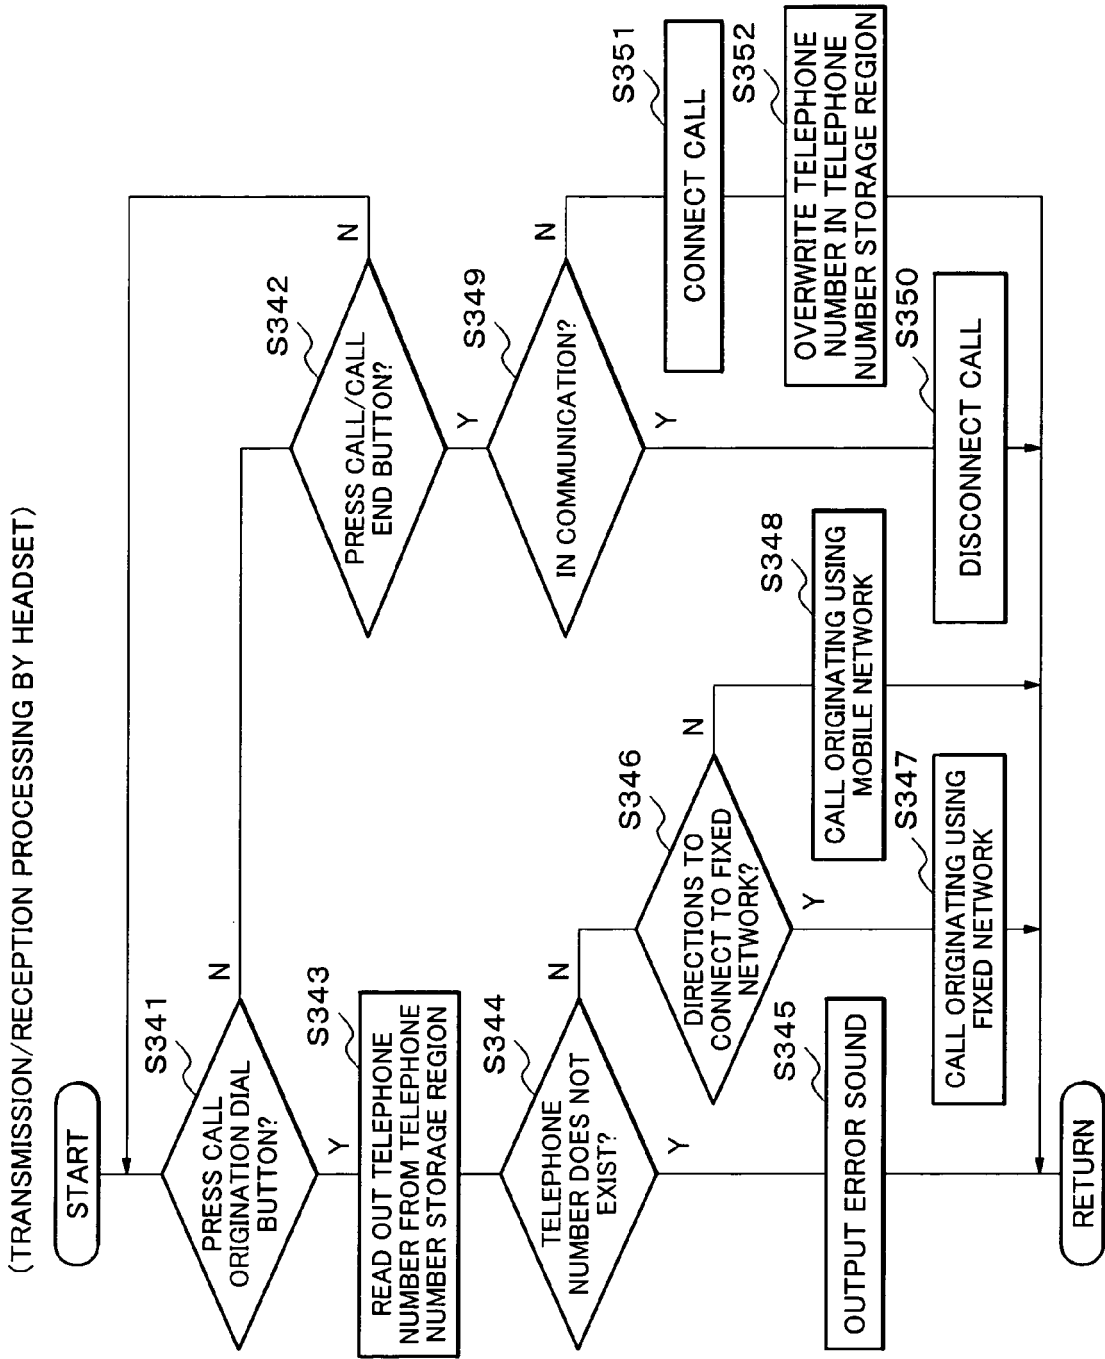 (TRANSMISSION/RECEPTION PROCESSING BY HEADSET)
START
S341
PRESS CALL
ORIGINATION DIAL
BUTTON?
N
Y
S342
PRESS CALL/CALL
END BUTTON?
N
Y
S343
READ OUT TELEPHONE
NUMBER FROM TELEPHONE
NUMBER STORAGE REGION
S344
TELEPHONE
NUMBER DOES NOT
EXIST?
N
Y
S345
OUTPUT ERROR SOUND
S346
DIRECTIONS TO
CONNECT TO FIXED
NETWORK?
N
Y
S347
CALL ORIGINATING USING
FIXED NETWORK
S348
CALL ORIGINATING USING
MOBILE NETWORK
S349
IN COMMUNICATION?
N
Y
S350
DISCONNECT CALL
S351
CONNECT CALL
S352
OVERWRITE TELEPHONE
NUMBER IN TELEPHONE
NUMBER STORAGE REGION
RETURN